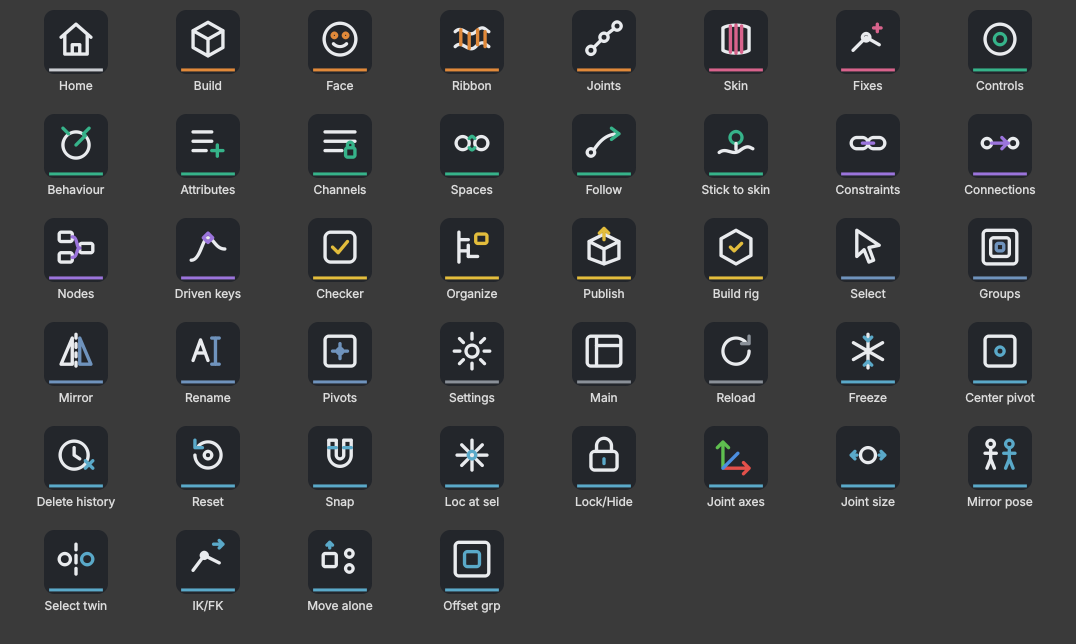 Home
Build
Face
Ribbon
Joints
Skin
Fixes
Controls
Behaviour
Attributes
Channels
Spaces
Follow
Stick to skin
Constraints
Connections
Nodes
Driven keys
Checker
Organize
Publish
Build rig
Select
Groups
Mirror
Rename
Pivots
Settings
Main
Reload
Freeze
Center pivot
Delete history
Reset
Snap
Loc at sel
Lock/Hide
Joint axes
Joint size
Mirror pose
Select twin
IK/FK
Move alone
Offset grp